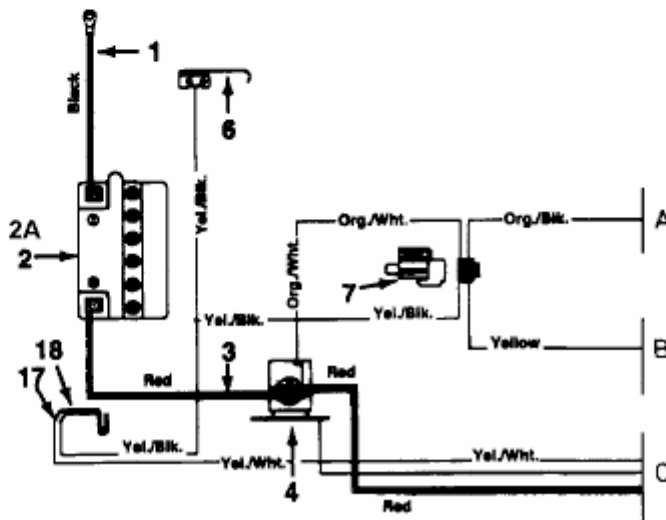 1
Black
6
Yel./Blk.
2A
2
Org./Wht.
Org./Blk.
A
Org./Wht.
7
Yel./Blk.
Yel./Blk.
Yellow
B
18
17
Red
3
Red
Yel./Blk.
Yel./Wht.
4
Yel./Wht.
C
Red